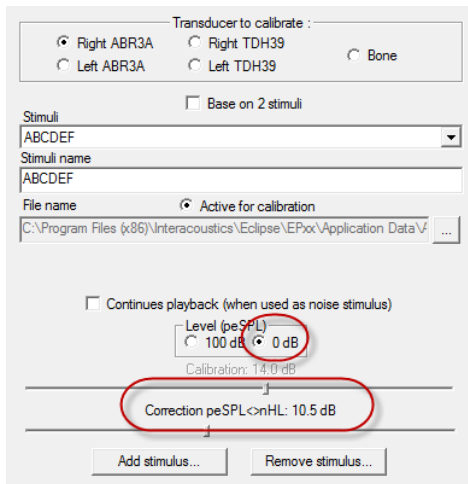 Transducer to calibrate :
Right ABR3A Right TDH39
Bone
Left ABR3A Left TDH39
Base on 2 stimuli
Stimuli
ABCDEF
Stimuli name
ABCDEF
File name Active for calibration
C:\Program Files (x86)\Interacoustics\Eclipse\EPxx\Application Data\A ...
Continues playback (when used as noise stimulus)
Level (peSPL)
100 dB 0 dB
Calibration: 14.0 dB
Correction peSPL<>nHL: 10.5 dB
Add stimulus... Remove stimulus...